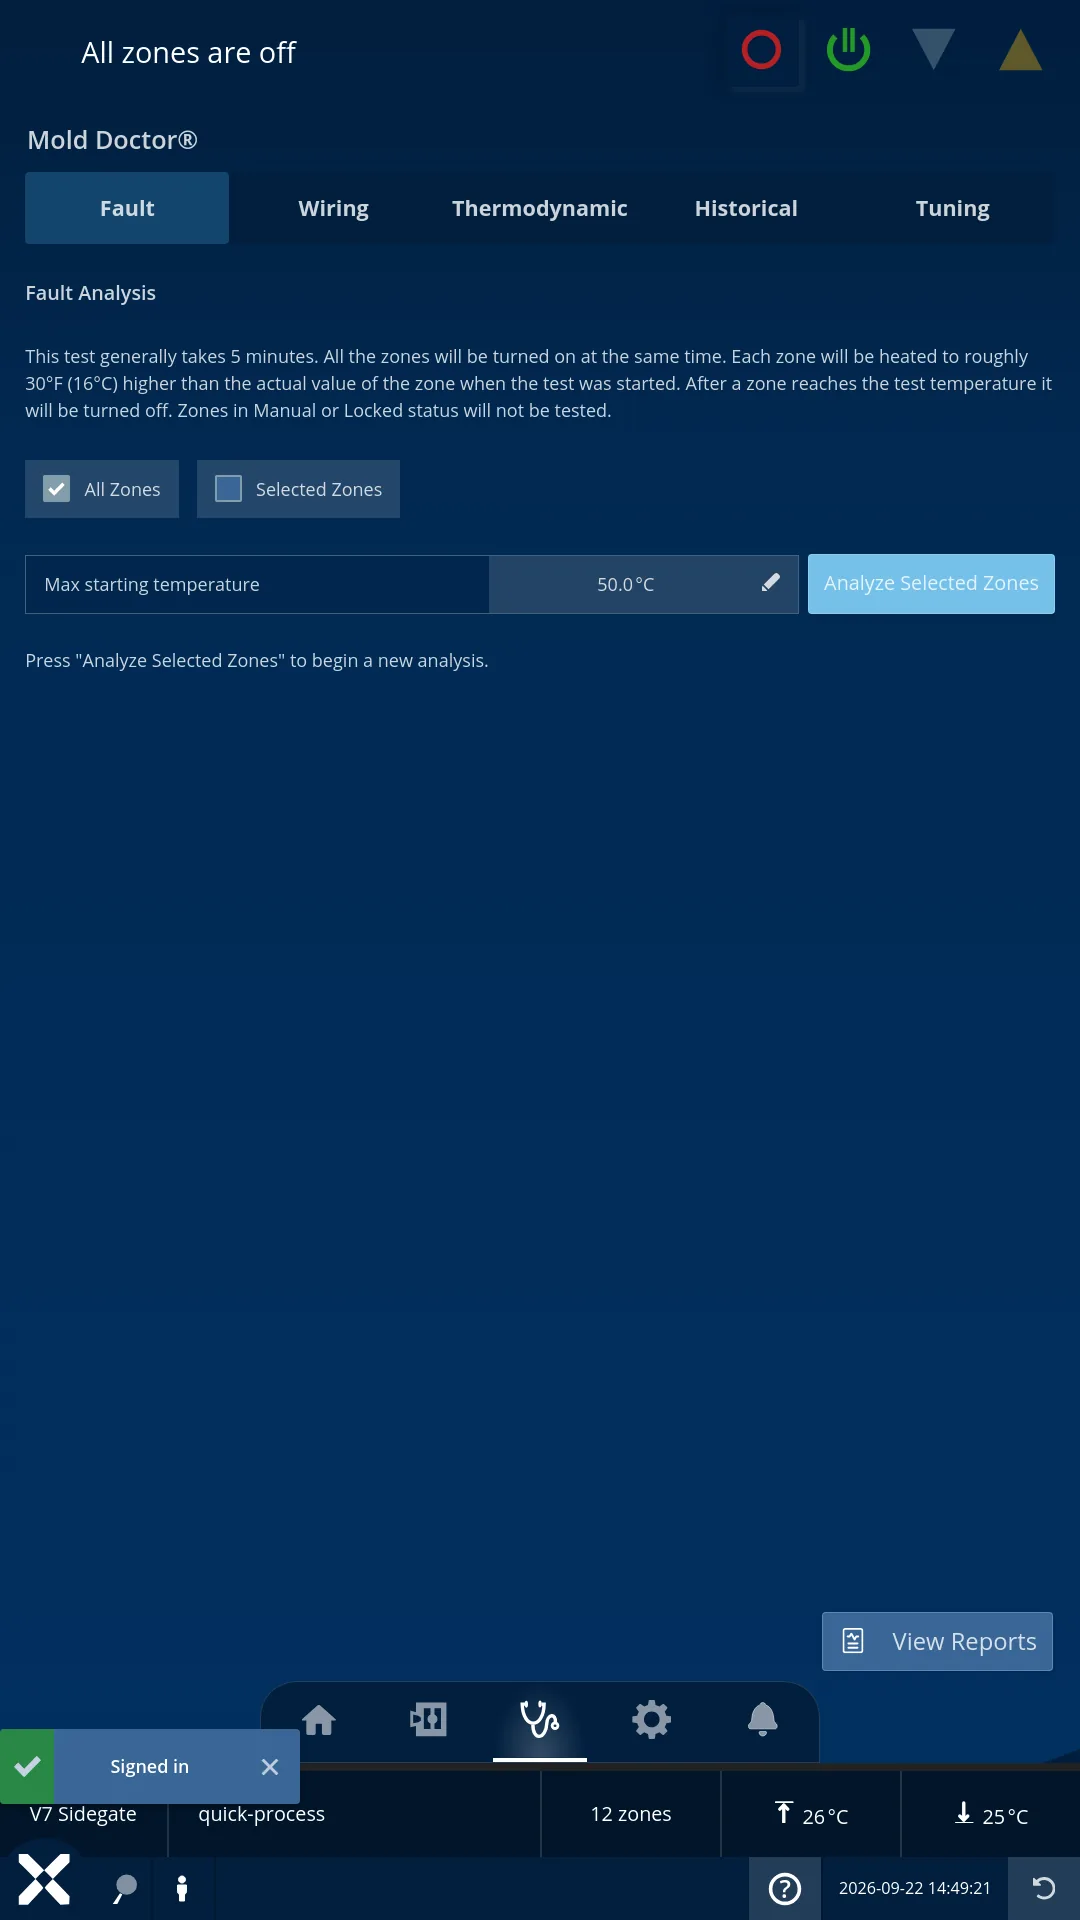 All zones are off
Mold Doctor®
Fault
Wiring
Thermodynamic
Historical
Tuning
Fault Analysis
This test generally takes 5 minutes. All the zones will be turned on at the same time. Each zone will be heated to roughly
30°F (16°C) higher than the actual value of the zone when the test was started. After a zone reaches the test temperature it
will be turned off. Zones in Manual or Locked status will not be tested.
All Zones
Selected Zones
Max starting temperature
50.0°C
Analyze Selected Zones
Press "Analyze Selected Zones" to begin a new analysis.
View Reports
Signed in
V7 Sidegate
quick-process
12 zones
26°C
25°C
2026-09-22 14:49:21